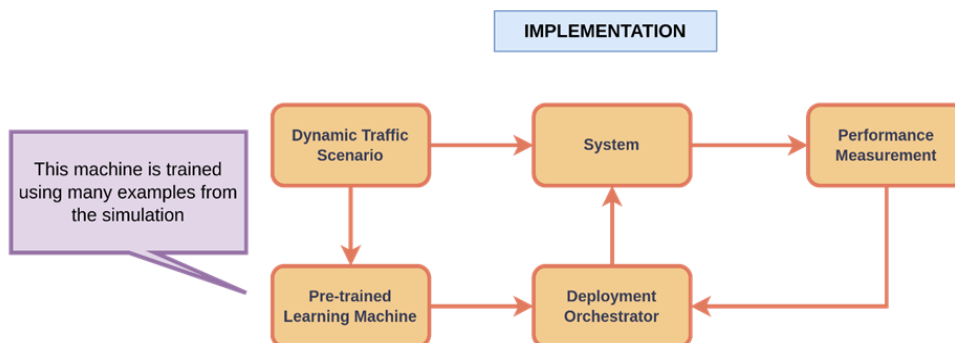 IMPLEMENTATION
Dynamic Traffic
Scenario
System
Performance
Measurement
This machine is trained
using many examples from
the simulation
Pre-trained
Learning Machine
Deployment
Orchestrator